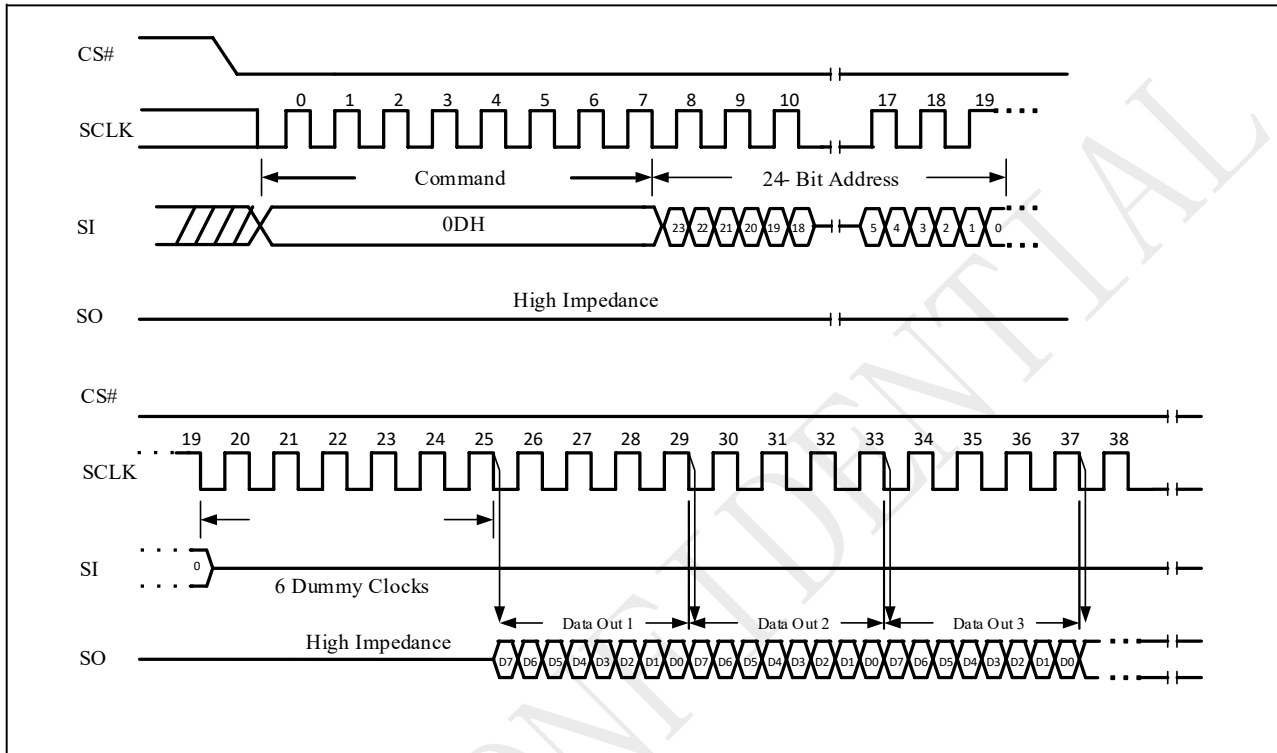 CS#
0 1 2 3 4 5 6 7 8 9 10 17 18 19
SCLK
Command 24- Bit Address
SI 0DH 23 22 21 20 19 18 5 4 3 2 1 0
High Impedance
SO
CS#
19 20 21 22 23 24 25 26 27 28 29 30 31 32 33 34 35 36 37 38
SCLK
SI 0
6 Dummy Clocks
Data Out 1 Data Out 2 Data Out 3
High Impedance
SO D7 D6 D5 D4 D3 D2 D1 D0 D7 D6 D5 D4 D3 D2 D1 D0 D7 D6 D5 D4 D3 D2 D1 D0
ONFIDENTIAL